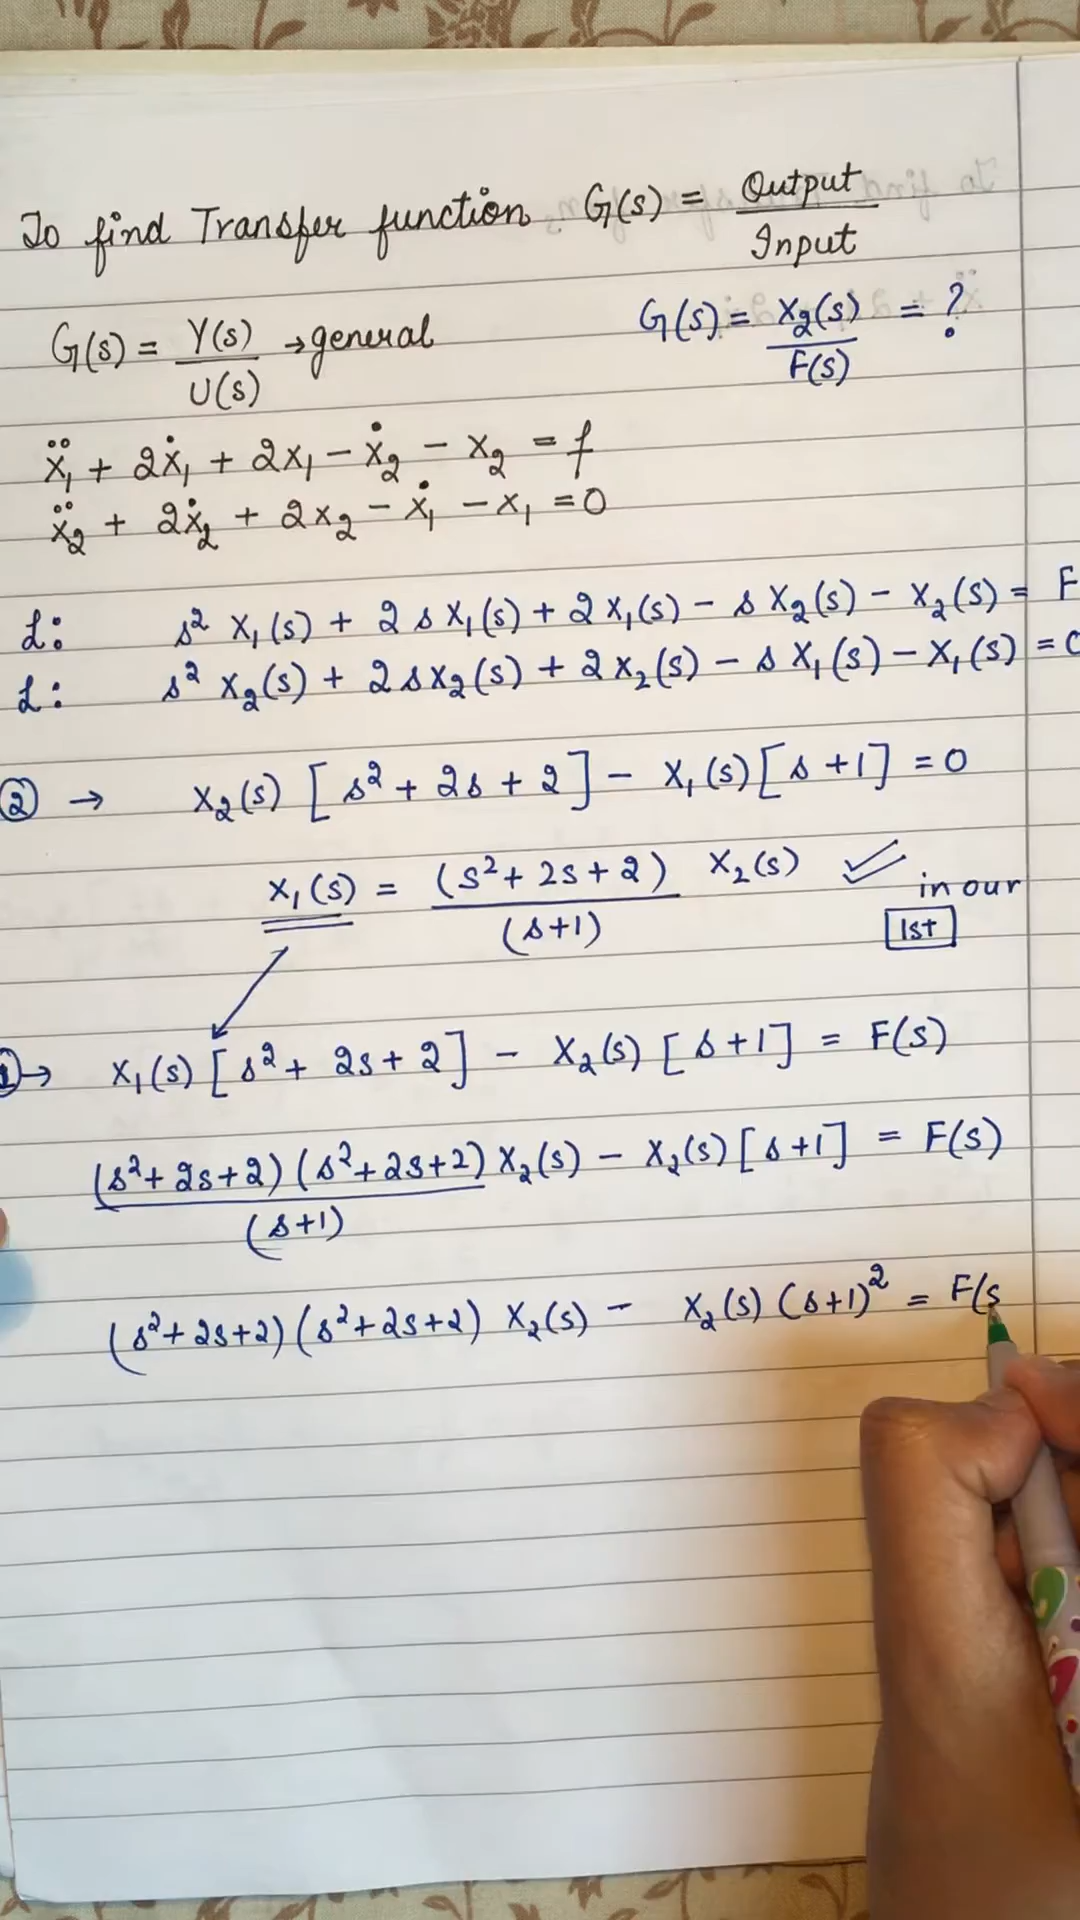 To find Transfer function G(s) = Output / Input
G(s) = Y(s) / U(s) → general
G(s) = X₂(s) / F(s) = ?
ẍ₁ + 2ẋ₁ + 2x₁ − ẋ₂ − x₂ = f
ẍ₂ + 2ẋ₂ + 2x₂ − ẋ₁ − x₁ = 0
L: s² X₁(s) + 2s X₁(s) + 2X₁(s) − s X₂(s) − X₂(s) = F
L: s² X₂(s) + 2s X₂(s) + 2X₂(s) − s X₁(s) − X₁(s) = 0
② → X₂(s) [s² + 2s + 2] − X₁(s) [s + 1] = 0
X₁(s) = (s² + 2s + 2) / (s+1) X₂(s) ✓ in our
1st
① → X₁(s) [s² + 2s + 2] − X₂(s) [s + 1] = F(s)
(s² + 2s + 2) (s² + 2s + 2) / (s+1) X₂(s) − X₂(s) [s + 1] = F(s)
(s² + 2s + 2) (s² + 2s + 2) X₂(s) − X₂(s) (s+1)² = F(s